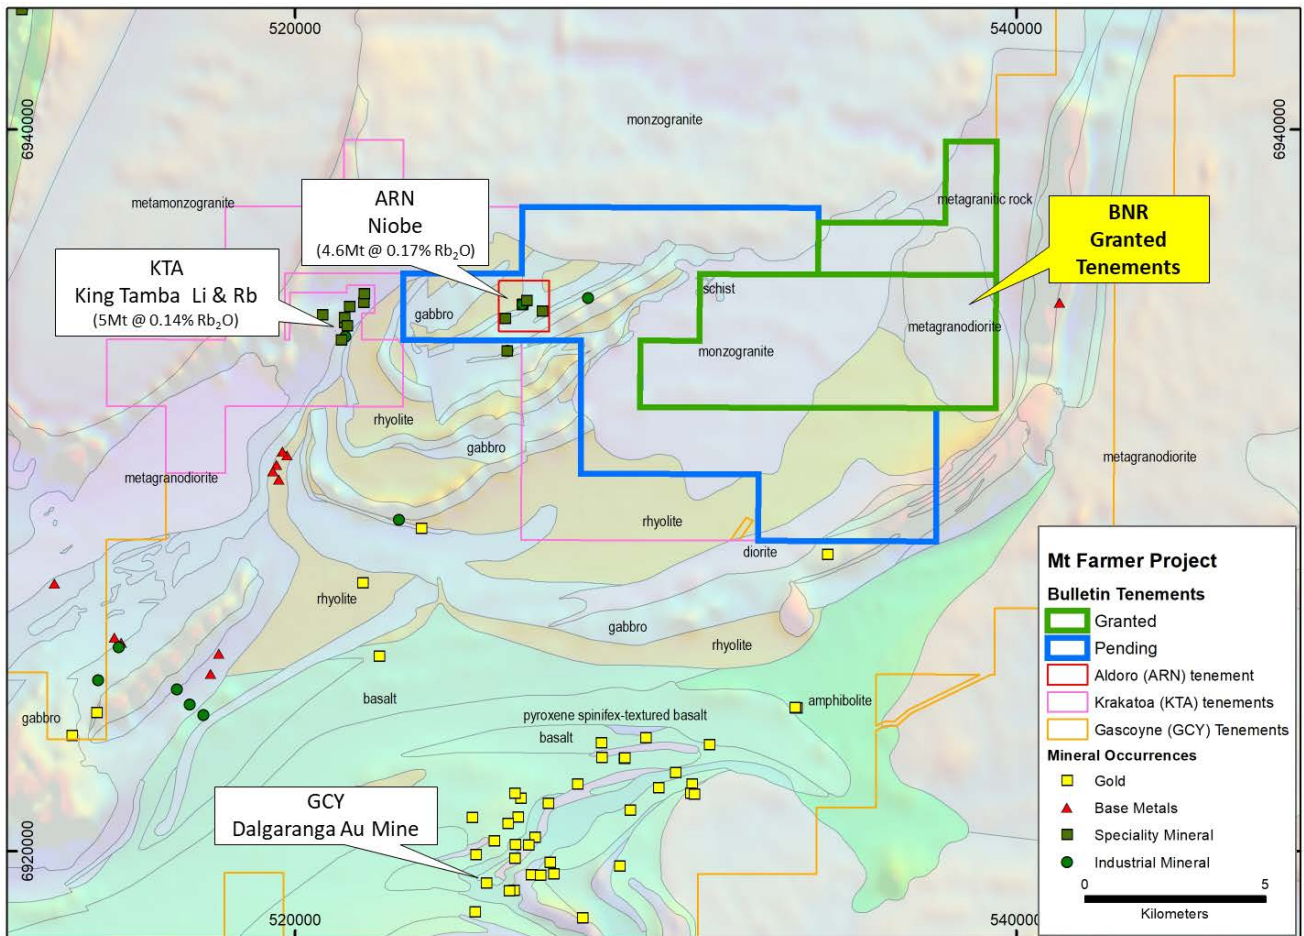 520000
540000
6940000
6940000
monzogranite
metamonzogranite
metagranitic rock
ARN
Niobe
(4.6Mt @ 0.17% Rb₂O)
BNR
Granted
Tenements
KTA
King Tamba Li & Rb
(5Mt @ 0.14% Rb₂O)
schist
gabbro
metagranodiorite
monzogranite
rhyolite
gabbro
metagranodiorite
metagranodiorite
rhyolite
diorite
rhyolite
gabbro
rhyolite
basalt
amphibolite
gabbro
pyroxene spinifex-textured basalt
basalt
GCY
Dalgaranga Au Mine
6920000
520000
540000
Mt Farmer Project
Bulletin Tenements
Granted
Pending
Aldoro (ARN) tenement
Krakatoa (KTA) tenements
Gascoyne (GCY) Tenements
Mineral Occurrences
Gold
Base Metals
Speciality Mineral
Industrial Mineral
0 5
Kilometers